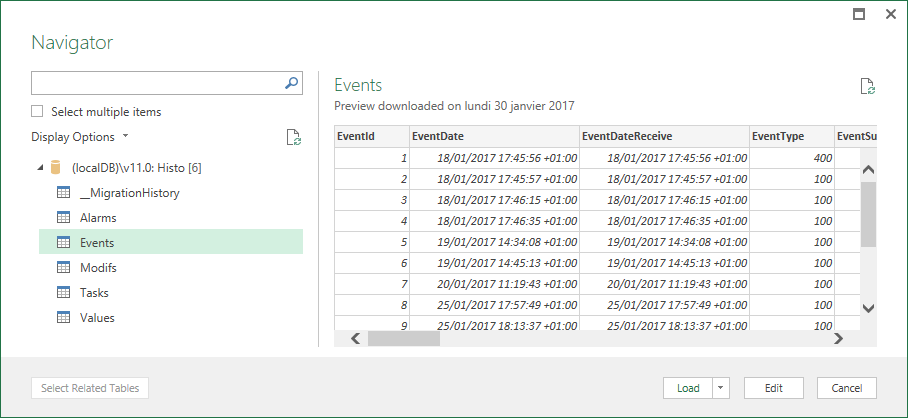 Navigator
Select multiple items
Display Options
(localDB)\\v11.0: Histo [6]
__MigrationHistory
Alarms
Events
Modifs
Tasks
Values
Events
Preview downloaded on lundi 30 janvier 2017
EventId EventDate EventDateReceive EventType EventSu
1 18/01/2017 17:45:56 +01:00 18/01/2017 17:45:56 +01:00 400
2 18/01/2017 17:45:57 +01:00 18/01/2017 17:45:57 +01:00 100
3 18/01/2017 17:46:15 +01:00 18/01/2017 17:46:15 +01:00 100
4 18/01/2017 17:46:35 +01:00 18/01/2017 17:46:35 +01:00 100
5 19/01/2017 14:34:08 +01:00 19/01/2017 14:34:08 +01:00 100
6 19/01/2017 14:45:13 +01:00 19/01/2017 14:45:13 +01:00 100
7 20/01/2017 11:19:43 +01:00 20/01/2017 11:19:43 +01:00 100
8 25/01/2017 17:57:49 +01:00 25/01/2017 17:57:49 +01:00 100
9 25/01/2017 18:13:37 +01:00 25/01/2017 18:13:37 +01:00 100
Select Related Tables
Load
Edit
Cancel